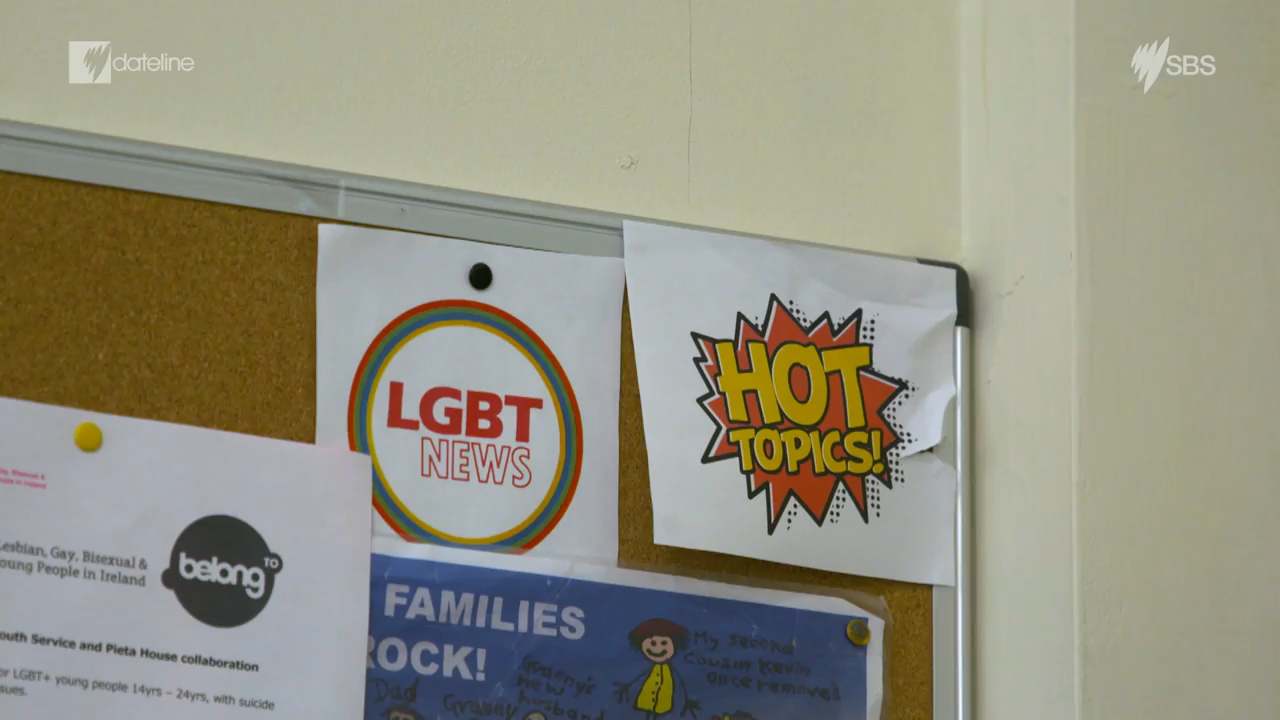 dateline
SBS
LGBT
NEWS
HOT
TOPICS!
Lesbian, Gay, Bisexual &
Young People in Ireland
belong
TO
outh Service and Pieta House collaboration
or LGBT+ young people 14yrs – 24yrs, with suicide
sues.
FAMILIES
ROCK!
My second
cousin Kevin
once removed
Granny's
new
husband
Dad
Granny